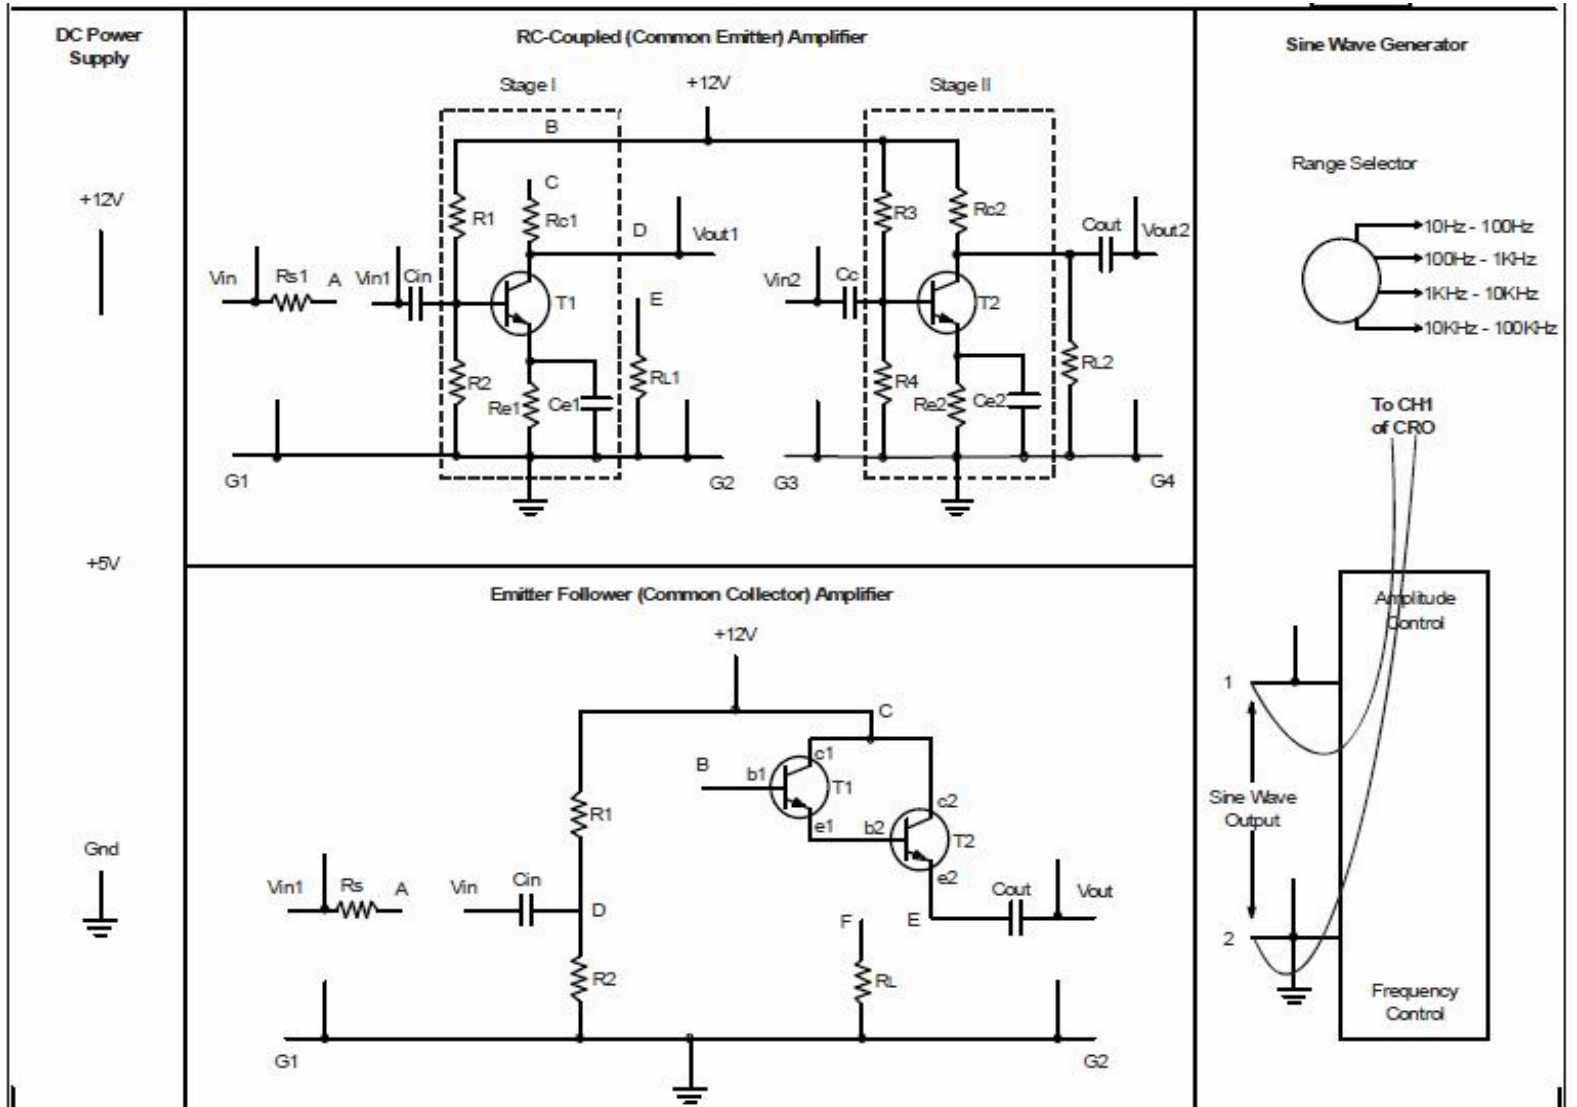 DC Power
Supply
+12V
+5V
Gnd
RC-Coupled (Common Emitter) Amplifier
Stage I
+12V
Stage II
B
C
R1
Rc1
D
Vout1
Vin
Rs1
A
Vin1
Cin
T1
E
R2
Re1
Ce1
RL1
G1
G2
R3
Rc2
Cout
Vout2
Vin2
Cc
T2
R4
Re2
Ce2
RL2
G3
G4
Emitter Follower (Common Collector) Amplifier
+12V
C
B
b1
c1
T1
e1
b2
c2
T2
e2
R1
Vin1
Rs
A
Vin
Cin
D
Cout
Vout
F
E
R2
RL
G1
G2
Sine Wave Generator
Range Selector
10Hz - 100Hz
100Hz - 1KHz
1KHz - 10KHz
10KHz - 100KHz
To CH1
of CRO
Amplitude
Control
1
Sine Wave
Output
2
Frequency
Control